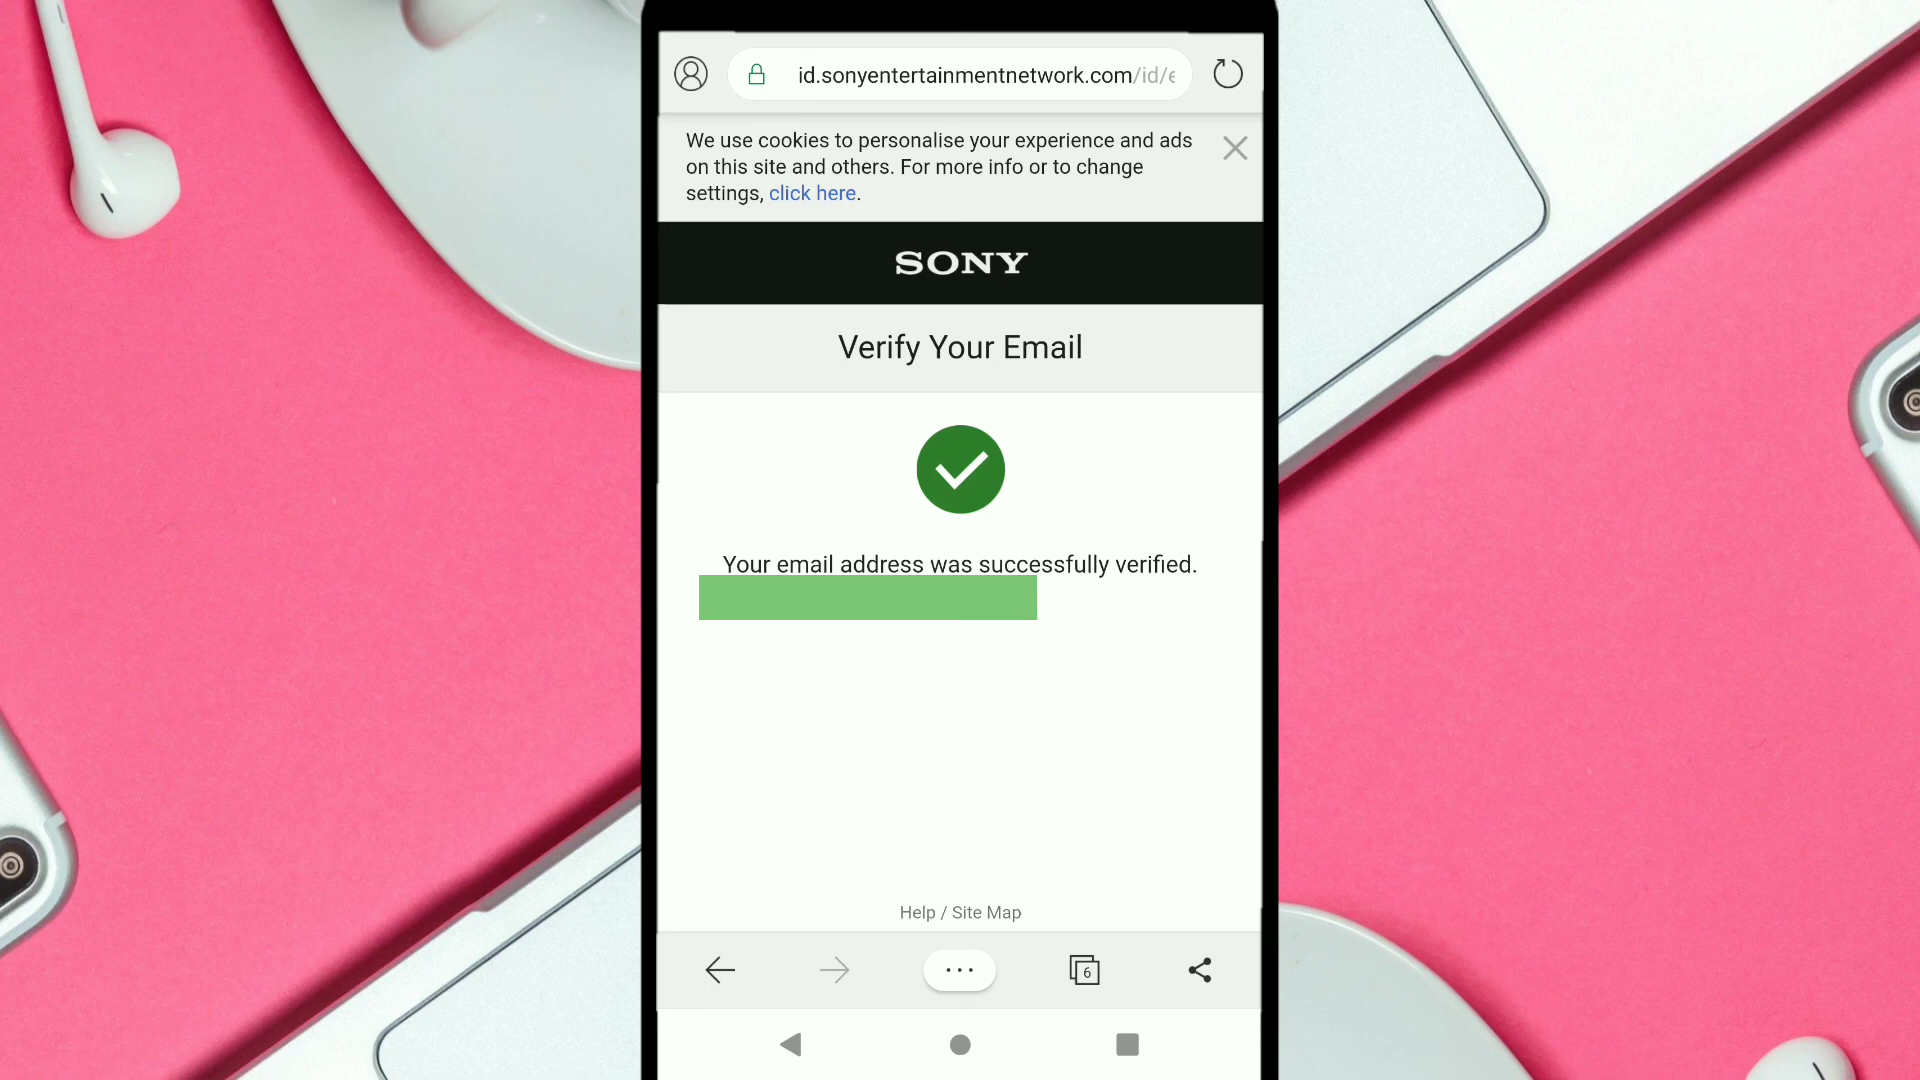 id.sonyentertainmentnetwork.com/id/e
We use cookies to personalise your experience and ads
on this site and others. For more info or to change
settings, click here.
SONY
Verify Your Email
Your email address was successfully verified.
Help / Site Map
6